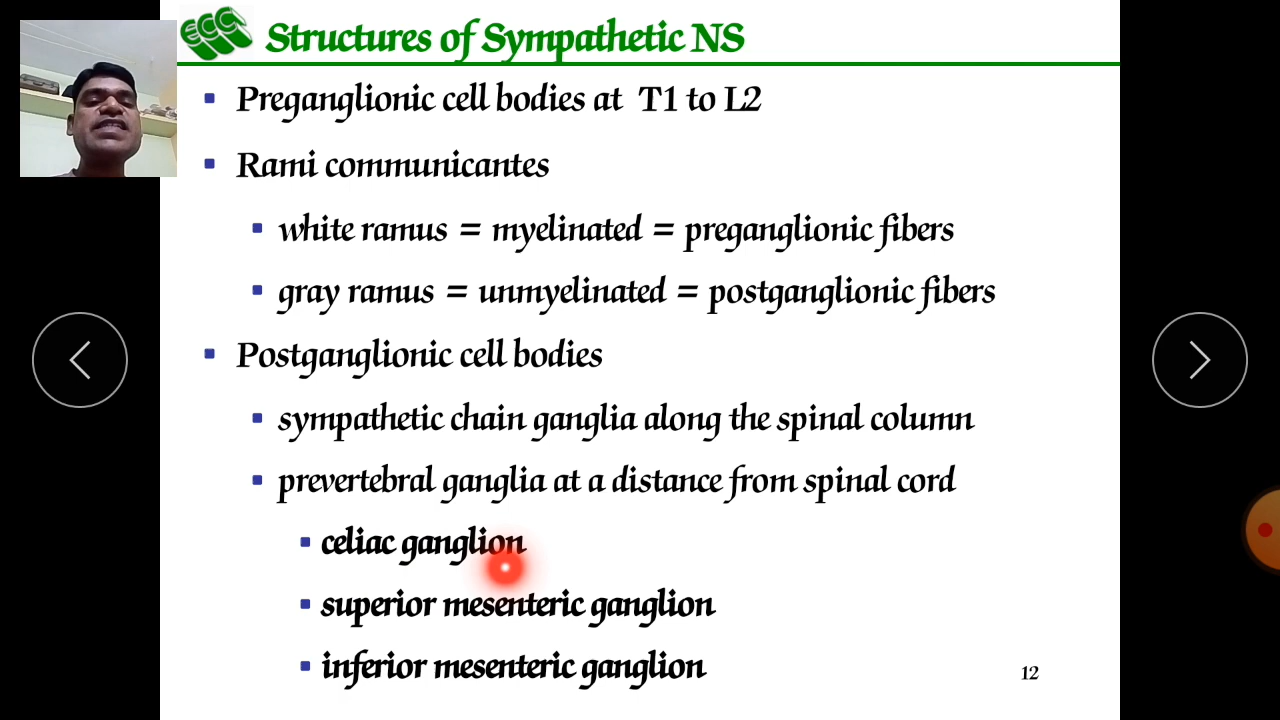 ECC
Structures of Sympathetic NS
Preganglionic cell bodies at T1 to L2
Rami communicantes
white ramus = myelinated = preganglionic fibers
gray ramus = unmyelinated = postganglionic fibers
Postganglionic cell bodies
sympathetic chain ganglia along the spinal column
prevertebral ganglia at a distance from spinal cord
celiac ganglion
superior mesenteric ganglion
inferior mesenteric ganglion
12